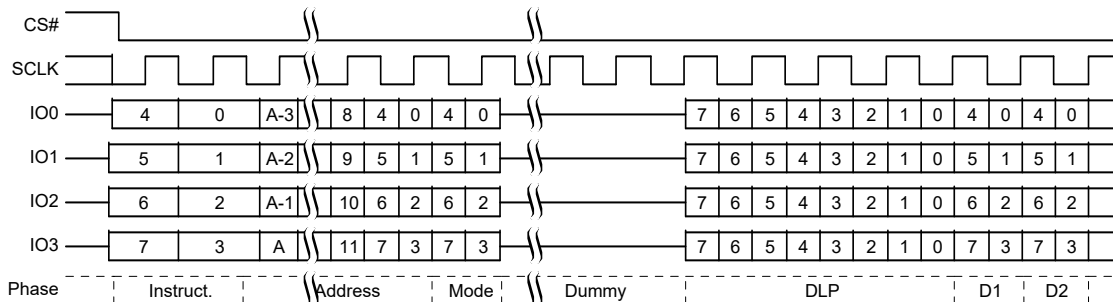 CS#
SCLK
IO0 4 0 A-3 8 4 0 4 0 7 6 5 4 3 2 1 0 4 0 4 0
IO1 5 1 A-2 9 5 1 5 1 7 6 5 4 3 2 1 0 5 1 5 1
IO2 6 2 A-1 10 6 2 6 2 7 6 5 4 3 2 1 0 6 2 6 2
IO3 7 3 A 11 7 3 7 3 7 6 5 4 3 2 1 0 7 3 7 3
Phase Instruct. Address Mode Dummy DLP D1 D2